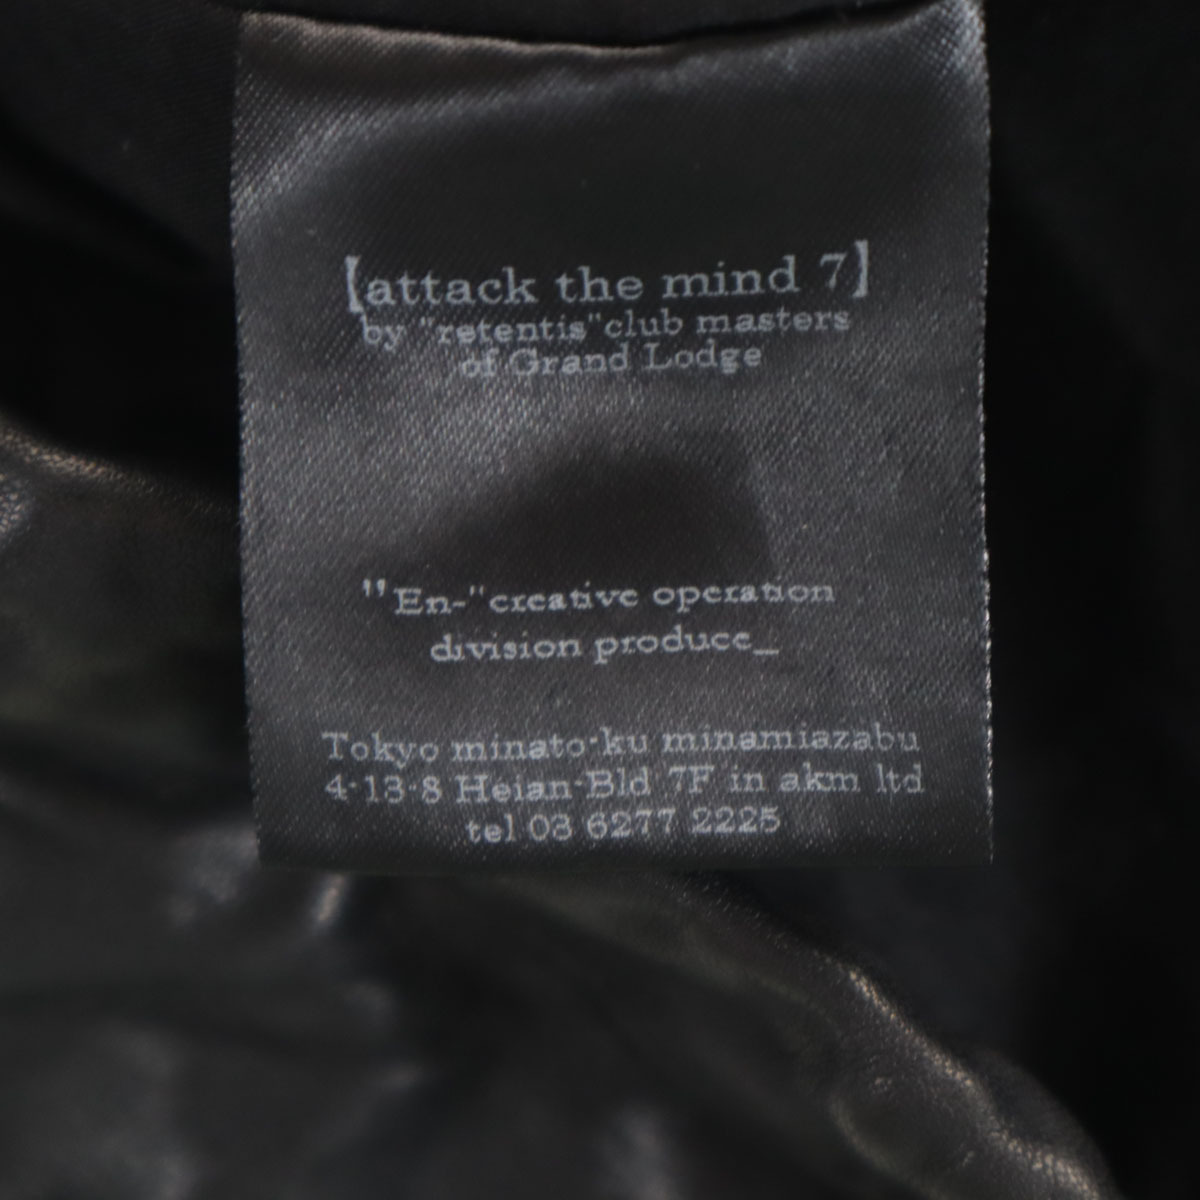 【attack the mind 7】
by "retentis"club masters
of Grand Lodge
"En-"creative operation
division produce_
Tokyo minato·ku minamiazabu
4·13·8 Heian·Bld 7F in akm ltd
tel 03 6277 2225